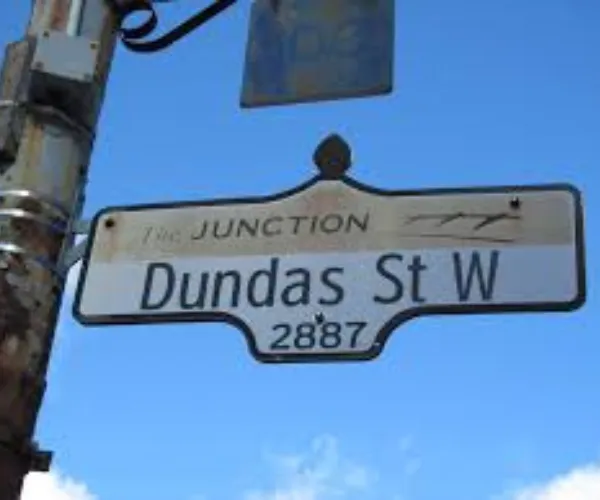 The JUNCTION
Dundas St W
2887